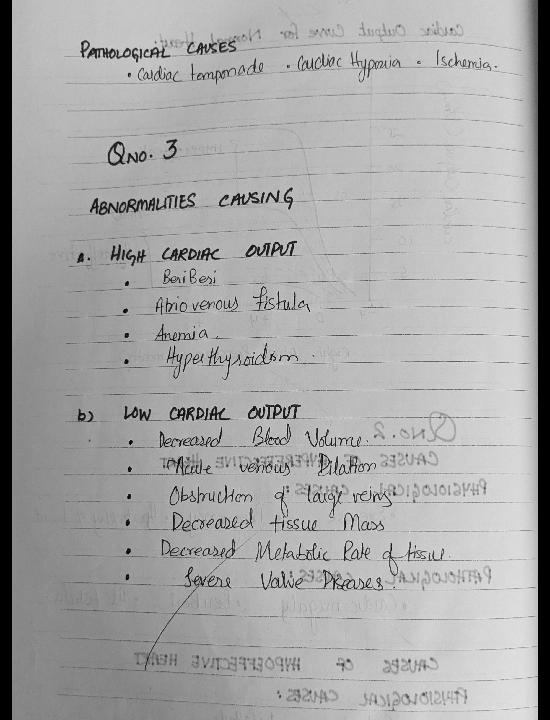 PATHOLOGICAL CAUSES
• Cardiac tamponade • Cardiac Hypoxia • Ischemia.
QNO. 3
ABNORMALITIES CAUSING
a. HIGH CARDIAC OUTPUT
• BeriBeri
• Atrio venous fistula
• Anemia.
• Hyperthyroidism.
b) LOW CARDIAC OUTPUT
• Decreased Blood Volume.
• Acute venous Dilation
• Obstruction of large veins
• Decreased tissue Mass
• Decreased Metabolic Rate of tissue.
• Severe Valve Diseases.